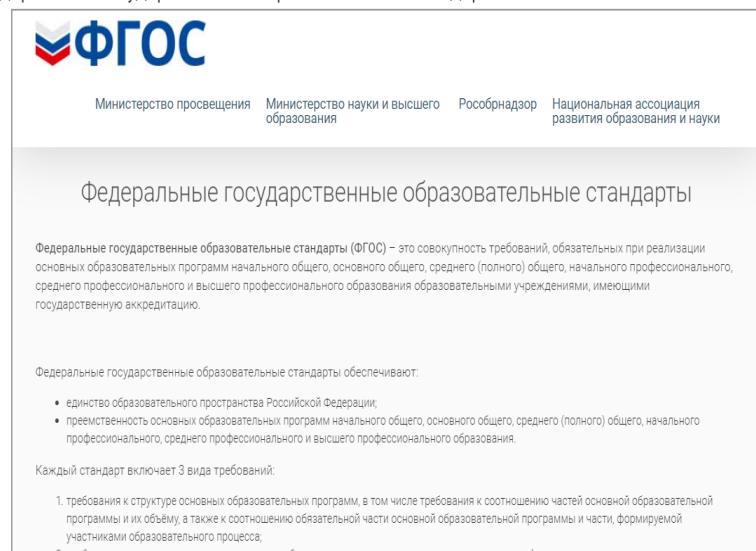 ФГОС
Министерство просвещения Министерство науки и высшего образования Рособрнадзор Национальная ассоциация развития образования и науки
Федеральные государственные образовательные стандарты
Федеральные государственные образовательные стандарты (ФГОС) – это совокупность требований, обязательных при реализации
основных образовательных программ начального общего, основного общего, среднего (полного) общего, начального профессионального,
среднего профессионального и высшего профессионального образования образовательными учреждениями, имеющими
государственную аккредитацию.
Федеральные государственные образовательные стандарты обеспечивают:
• единство образовательного пространства Российской Федерации;
• преемственность основных образовательных программ начального общего, основного общего, среднего (полного) общего, начального
профессионального, среднего профессионального и высшего профессионального образования.
Каждый стандарт включает 3 вида требований:
1. требования к структуре основных образовательных программ, в том числе требования к соотношению частей основной образовательной
программы и их объёму, а также к соотношению обязательной части основной образовательной программы и части, формируемой
участниками образовательного процесса;